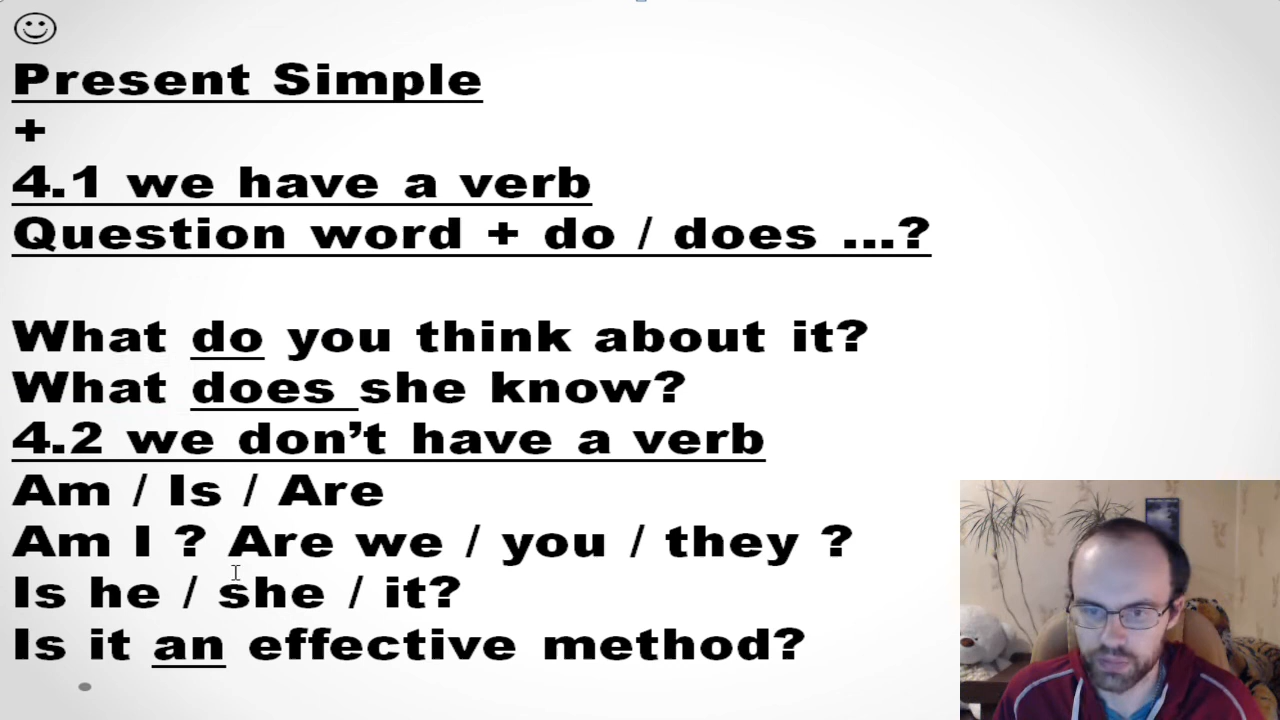 Present Simple
+
4.1 we have a verb
Question word + do / does ...?
What do you think about it?
What does she know?
4.2 we don’t have a verb
Am / Is / Are
Am I ? Are we / you / they ?
Is he / she / it?
Is it an effective method?